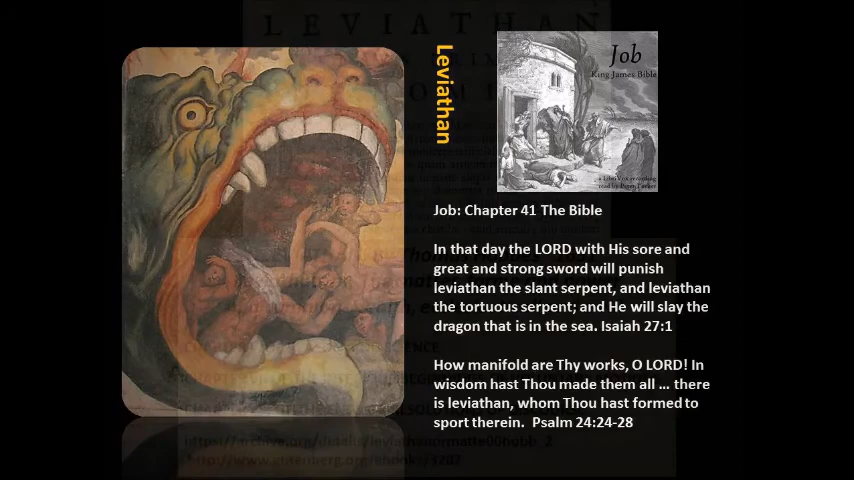 LEVIATHAN
Leviathan
Job
King James Bible
a LibriVox recording
Job: Chapter 41 The Bible
In that day the LORD with His sore and
great and strong sword will punish
leviathan the slant serpent, and leviathan
the tortuous serpent; and He will slay the
dragon that is in the sea. Isaiah 27:1
How manifold are Thy works, O LORD! In
wisdom hast Thou made them all ... there
is leviathan, whom Thou hast formed to
sport therein. Psalm 24:24-28